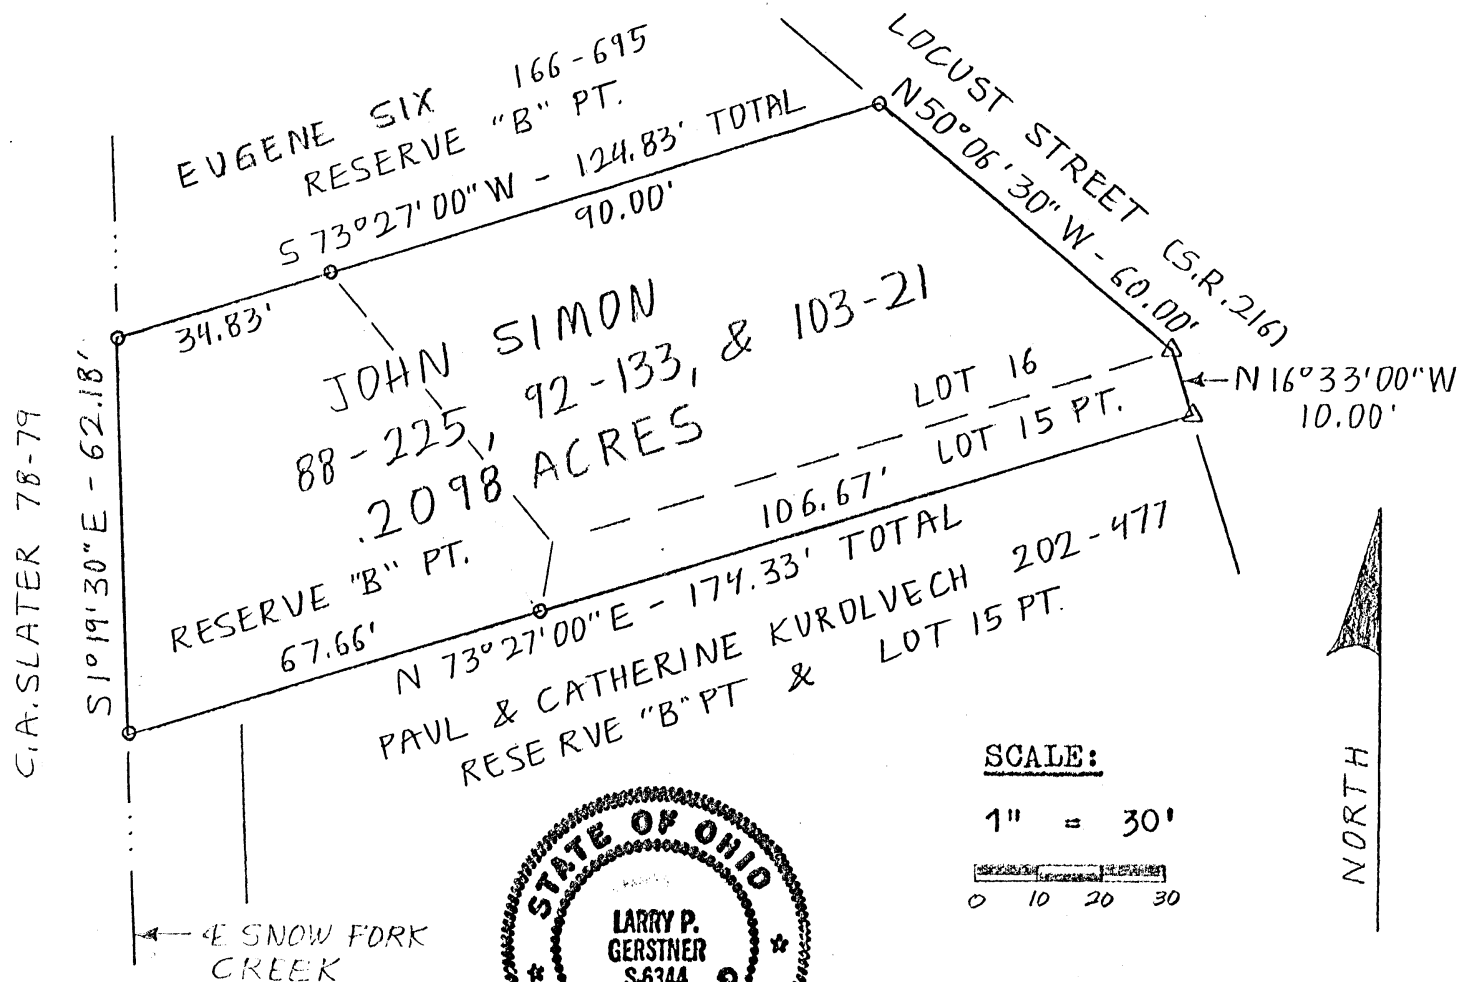 EUGENE SIX 166-695
RESERVE "B" PT.
S 73°27'00"W - 124.83' TOTAL
90.00'
34.83'
LOCUST STREET (S.R.216)
N50°06'30"W - 60.00'
N16°33'00"W
10.00'
C.A.SLATER 78-79
S1°19'30"E - 62.18'
JOHN SIMON
88-225, 92-133, & 103-21
.2098 ACRES
LOT 16
LOT 15 PT.
RESERVE "B" PT.
67.66'
106.67'
N 73°27'00"E - 174.33' TOTAL
PAUL & CATHERINE KUROLVECH 202-477
RESERVE "B" PT & LOT 15 PT.
SCALE:
1" = 30'
0 10 20 30
NORTH
℄ SNOW FORK
CREEK
STATE OF OHIO
LARRY P.
GERSTNER
S-6344